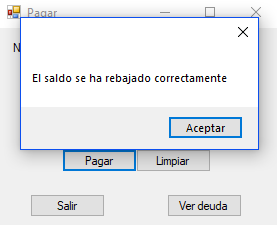 Pagar
N
El saldo se ha rebajado correctamente
Aceptar
Pagar Limpiar
Salir Ver deuda